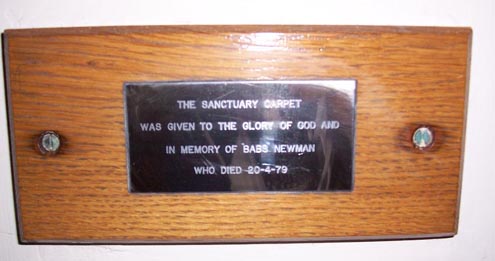 THE SANCTUARY CARPET
WAS GIVEN TO THE GLORY OF GOD AND
IN MEMORY OF BABS NEWMAN
WHO DIED 20-4-79